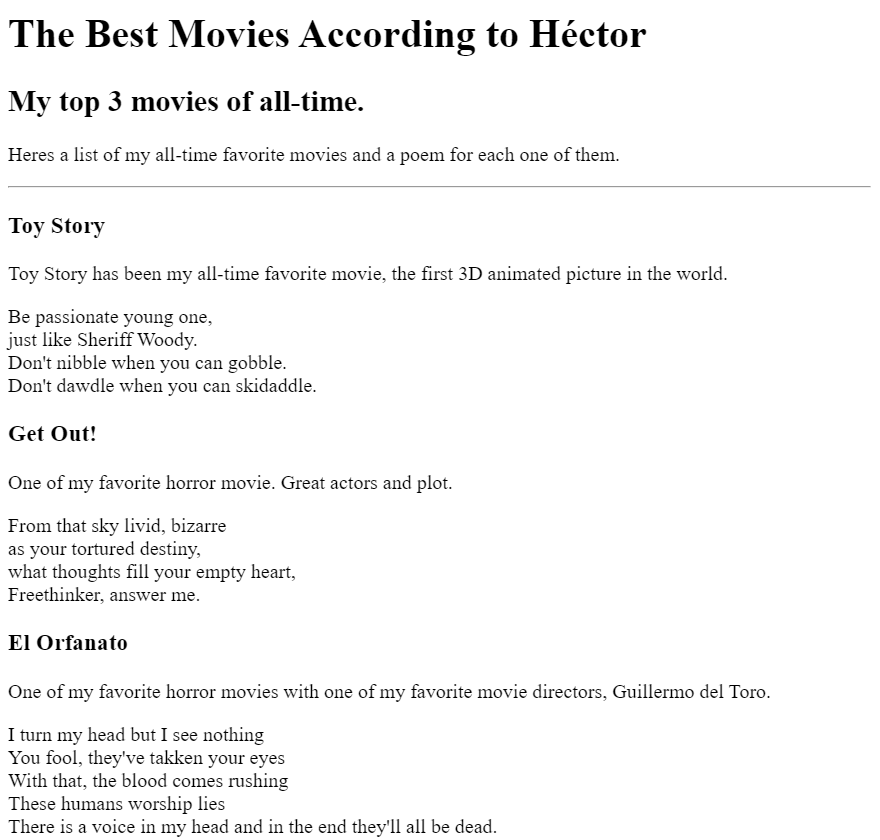 The Best Movies According to Héctor
My top 3 movies of all-time.
Heres a list of my all-time favorite movies and a poem for each one of them.
Toy Story
Toy Story has been my all-time favorite movie, the first 3D animated picture in the world.
Be passionate young one,
just like Sheriff Woody.
Don't nibble when you can gobble.
Don't dawdle when you can skidaddle.
Get Out!
One of my favorite horror movie. Great actors and plot.
From that sky livid, bizarre
as your tortured destiny,
what thoughts fill your empty heart,
Freethinker, answer me.
El Orfanato
One of my favorite horror movies with one of my favorite movie directors, Guillermo del Toro.
I turn my head but I see nothing
You fool, they've takken your eyes
With that, the blood comes rushing
These humans worship lies
There is a voice in my head and in the end they'll all be dead.